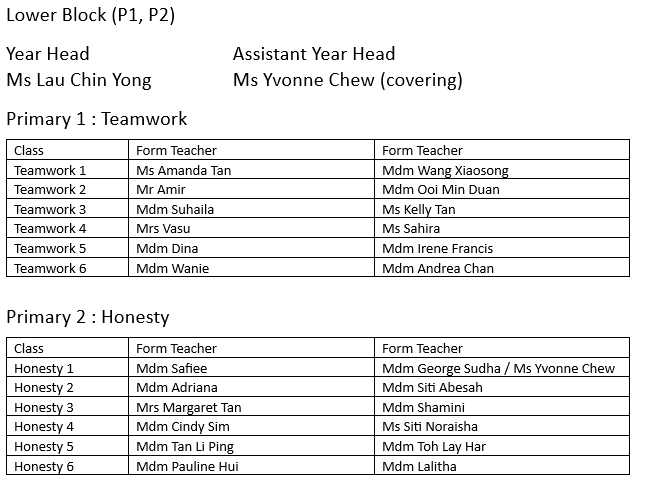 Lower Block (P1, P2)
Year Head Assistant Year Head
Ms Lau Chin Yong Ms Yvonne Chew (covering)
Primary 1 : Teamwork
Class Form Teacher Form Teacher
Teamwork 1 Ms Amanda Tan Mdm Wang Xiaosong
Teamwork 2 Mr Amir Mdm Ooi Min Duan
Teamwork 3 Mdm Suhaila Ms Kelly Tan
Teamwork 4 Mrs Vasu Ms Sahira
Teamwork 5 Mdm Dina Mdm Irene Francis
Teamwork 6 Mdm Wanie Mdm Andrea Chan
Primary 2 : Honesty
Class Form Teacher Form Teacher
Honesty 1 Mdm Safiee Mdm George Sudha / Ms Yvonne Chew
Honesty 2 Mdm Adriana Mdm Siti Abesah
Honesty 3 Mrs Margaret Tan Mdm Shamini
Honesty 4 Mdm Cindy Sim Ms Siti Noraisha
Honesty 5 Mdm Tan Li Ping Mdm Toh Lay Har
Honesty 6 Mdm Pauline Hui Mdm Lalitha